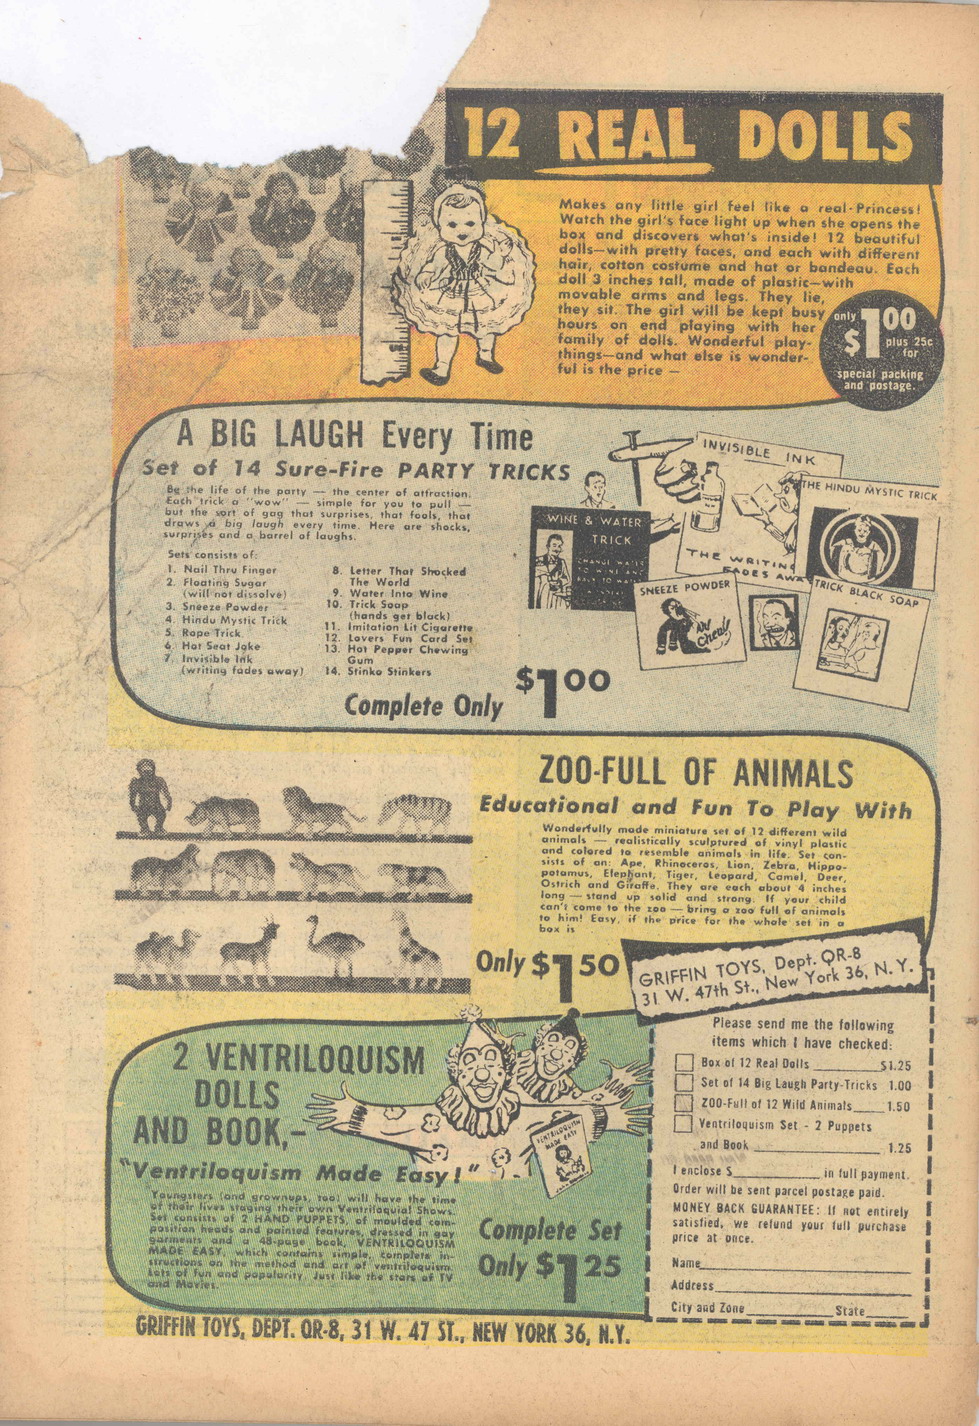 12 REAL DOLLS
Makes any little girl feel like a real-Princess!
Watch the girl's face light up when she opens the
box and discovers what's inside! 12 beautiful
dolls—with pretty faces, and each with different
hair, cotton costume and hat or bandeau. Each
doll 3 inches tall, made of plastic—with
movable arms and legs. They lie,
they sit. The girl will be kept busy
hours on end playing with her
family of dolls. Wonderful play-
things—and what else is wonder-
ful is the price —
only
$1.00
plus 25c
for
special packing
and postage.
A BIG LAUGH Every Time
Set of 14 Sure-Fire PARTY TRICKS
Be the life of the party — the center of attraction.
Each trick a "wow" — simple for you to pull —
but the sort of gag that surprises, that fools, that
draws a big laugh every time. Here are shocks,
surprises and a barrel of laughs.
Sets consists of:
1. Nail Thru Finger
2. Floating Sugar
(will not dissolve)
3. Sneeze Powder
4. Hindu Mystic Trick
5. Rope Trick
6. Hot Seat Joke
7. Invisible Ink
(writing fades away)
8. Letter That Shocked
The World
9. Water Into Wine
10. Trick Soap
(hands get black)
11. Imitation Lit Cigarette
12. Lovers Fun Card Set
13. Hot Pepper Chewing
Gum
14. Stinko Stinkers
Complete Only $1.00
INVISIBLE INK
THE WRITING
FADES AWAY
THE HINDU MYSTIC TRICK
WINE & WATER
TRICK
CHANGE WATER
TO WINE AND
BACK TO WATER
SNEEZE POWDER
Ker
Chew!
TRICK BLACK SOAP
ZOO-FULL OF ANIMALS
Educational and Fun To Play With
Wonderfully made miniature set of 12 different wild
animals — realistically sculptured of vinyl plastic
and colored to resemble animals in life. Set con-
sists of an: Ape, Rhinoceros, Lion, Zebra, Hippo-
potamus, Elephant, Tiger, Leopard, Camel, Deer,
Ostrich and Giraffe. They are each about 4 inches
long — stand up solid and strong. If your child
can't come to the zoo — bring a zoo full of animals
to him! Easy, if the price for the whole set in a
box is
Only $1.50
GRIFFIN TOYS, Dept. QR-8
31 W. 47th St., New York 36, N. Y.
2 VENTRILOQUISM
DOLLS
AND BOOK,—
"Ventriloquism Made Easy!"
Youngsters (and grownups, too) will have the time
of their lives staging their own Ventriloquial Shows.
Set consists of 2 HAND PUPPETS, of moulded com-
position heads and painted features, dressed in gay
garments and a 48-page book, VENTRILOQUISM
MADE EASY, which contains simple, complete in-
structions on the method and art of ventriloquism.
Lots of fun and popularity. Just like the stars of TV
and Movies.
VENTRILOQUISM
MADE EASY
Complete Set
Only $1.25
Please send me the following
items which I have checked:
Box of 12 Real Dolls ______ $1.25
Set of 14 Big Laugh Party-Tricks 1.00
ZOO-Full of 12 Wild Animals ___ 1.50
Ventriloquism Set - 2 Puppets
and Book ______ 1.25
I enclose $______ in full payment.
Order will be sent parcel postage paid.
MONEY BACK GUARANTEE: If not entirely
satisfied, we refund your full purchase
price at once.
Name______
Address______
City and Zone______ State____
GRIFFIN TOYS, DEPT. QR-8, 31 W. 47 ST., NEW YORK 36, N.Y.